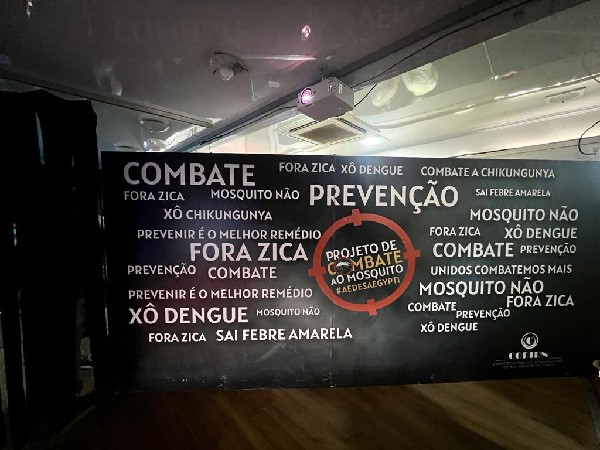 COMBATE
FORA ZICA XÔ DENGUE
COMBATE A CHIKUNGUNYA
FORA ZICA
MOSQUITO NÃO
PREVENÇÃO
SAI FEBRE AMARELA
XÔ CHIKUNGUNYA
MOSQUITO NÃO
PREVENIR É O MELHOR REMÉDIO
FORA ZICA
XÔ DENGUE
FORA ZICA
PROJETO DE
COMBATE
AO MOSQUITO
#AEDESAEGYPTI
COMBATE
PREVENÇÃO
PREVENÇÃO
COMBATE
UNIDOS COMBATEMOS MAIS
PREVENIR É O MELHOR REMÉDIO
MOSQUITO NÃO
FORA ZICA
XÔ DENGUE
MOSQUITO NÃO
COMBATE
PREVENÇÃO
XÔ DENGUE
FORA ZICA
SAI FEBRE AMARELA